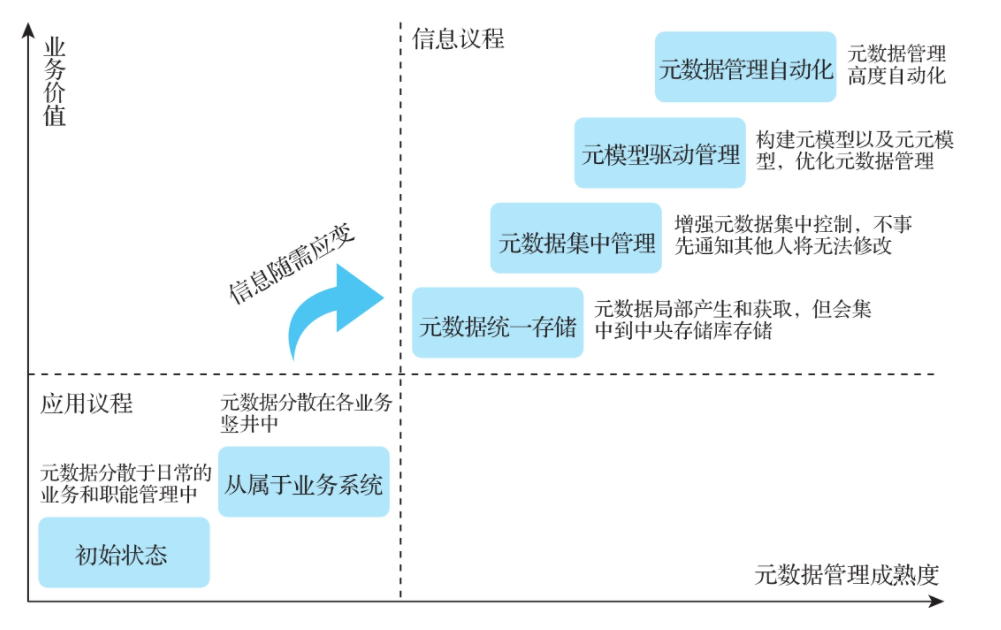 业务价值
信息议程
元数据管理自动化
元数据管理
高度自动化
元模型驱动管理
构建元模型以及元元模
型，优化元数据管理
元数据集中管理
增强元数据集中控制，不事
先通知其他人将无法修改
信息随需应变
元数据统一存储
元数据局部产生和获取，但会集
中到中央存储库存储
应用议程
元数据分散在各业务
竖井中
从属于业务系统
元数据分散于日常的
业务和职能管理中
初始状态
元数据管理成熟度